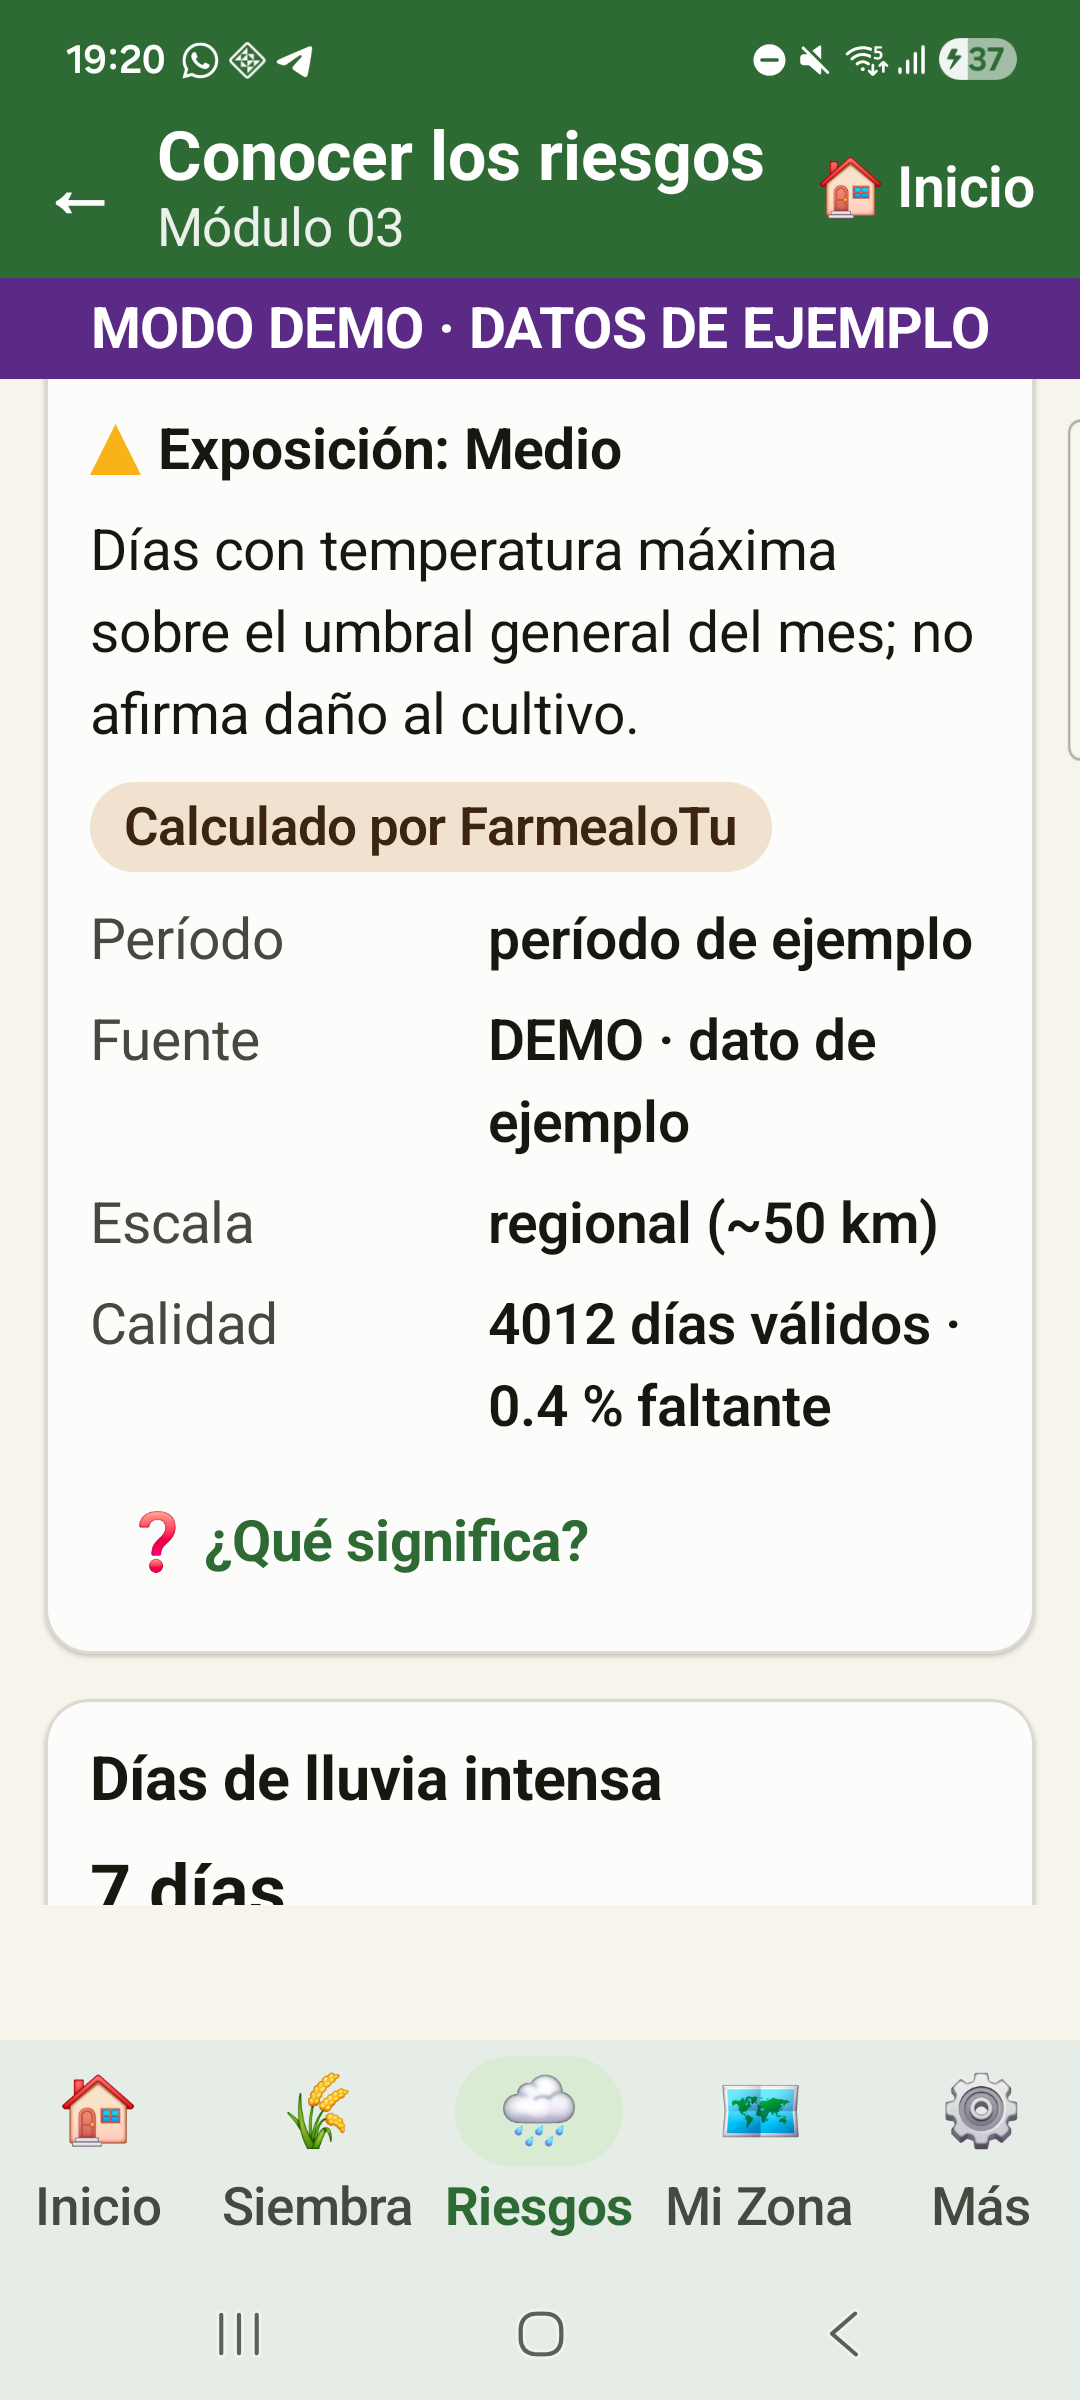 19:20
5
37
Conocer los riesgos
Módulo 03
Inicio
MODO DEMO · DATOS DE EJEMPLO
Exposición: Medio
Días con temperatura máxima
sobre el umbral general del mes; no
afirma daño al cultivo.
Calculado por FarmealoTu
Período período de ejemplo
Fuente DEMO · dato de
ejemplo
Escala regional (~50 km)
Calidad 4012 días válidos ·
0.4 % faltante
¿Qué significa?
Días de lluvia intensa
7 días
Inicio Siembra Riesgos Mi Zona Más